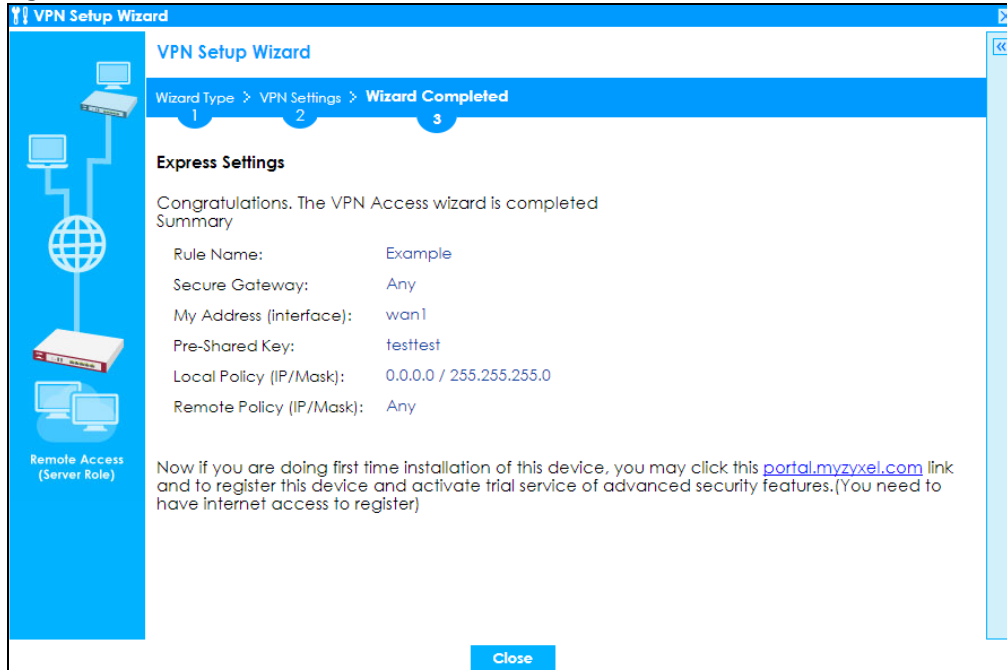 VPN Setup Wizard
VPN Setup Wizard
Wizard Type > VPN Settings > Wizard Completed
1 2 3
Express Settings
Congratulations. The VPN Access wizard is completed
Summary
Rule Name: Example
Secure Gateway: Any
My Address (interface): wan1
Pre-Shared Key: testtest
Local Policy (IP/Mask): 0.0.0.0 / 255.255.255.0
Remote Policy (IP/Mask): Any
Remote Access
(Server Role)
Now if you are doing first time installation of this device, you may click this portal.myzyxel.com link
and to register this device and activate trial service of advanced security features.(You need to
have internet access to register)
Close